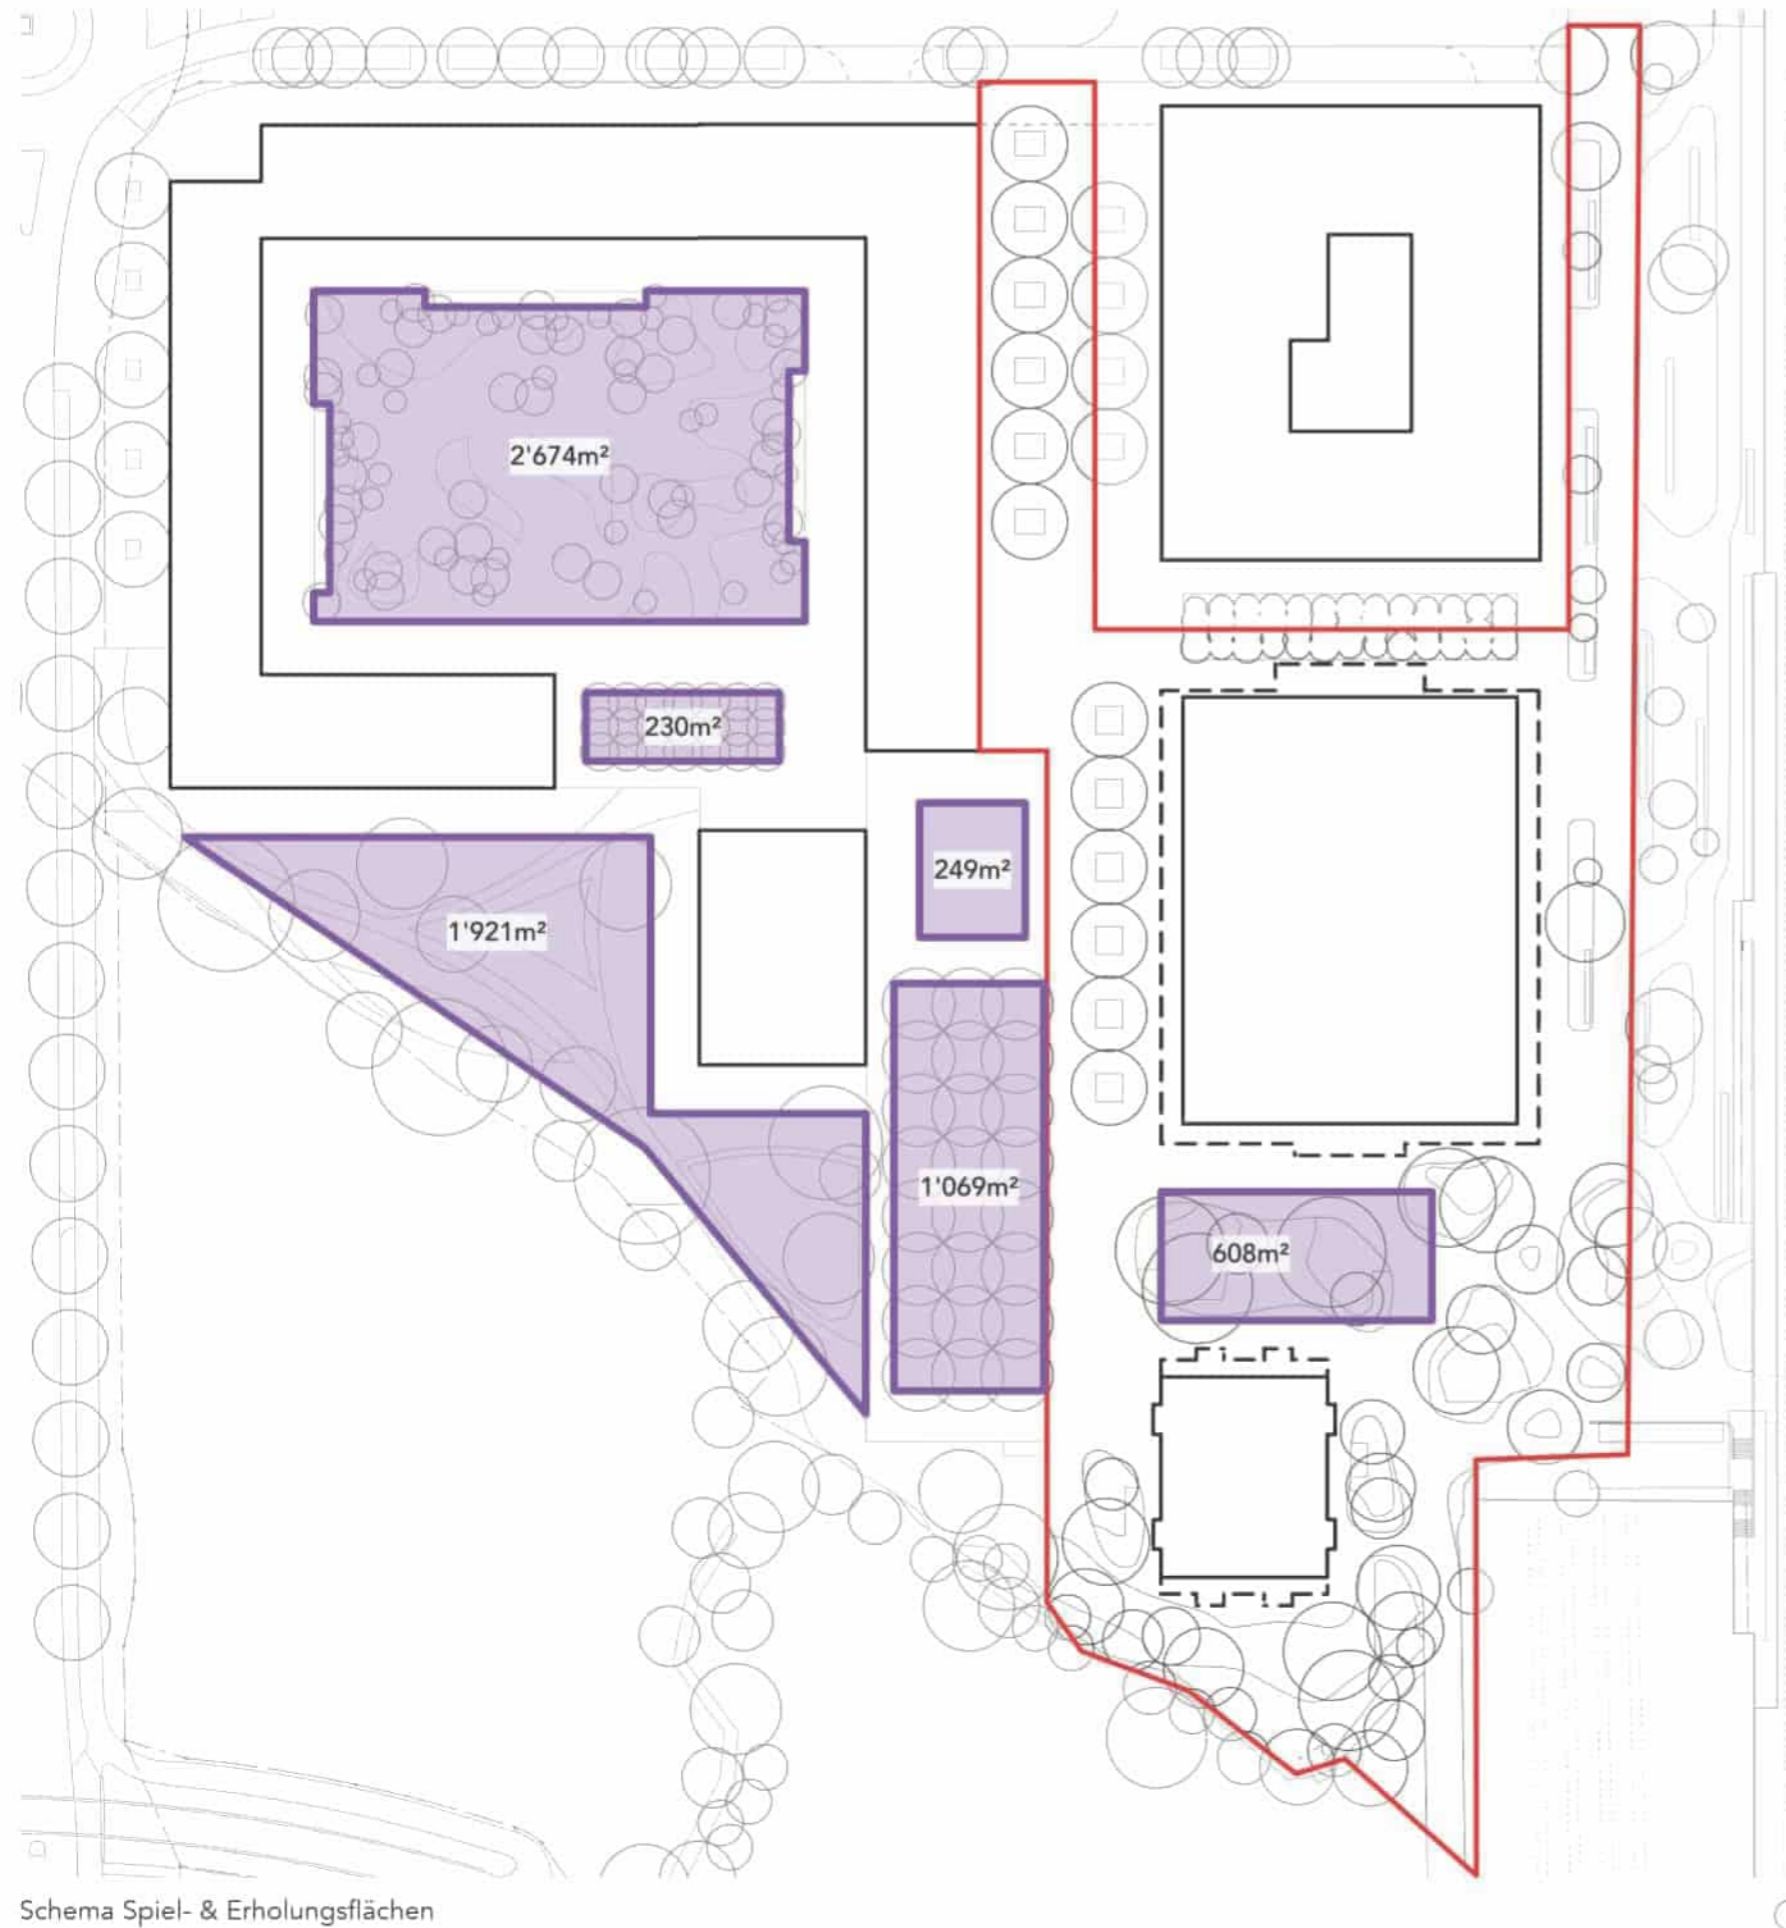 2'674m²
230m²
249m²
1'921m²
1'069m²
608m²
Schema Spiel- & Erholungsflächen